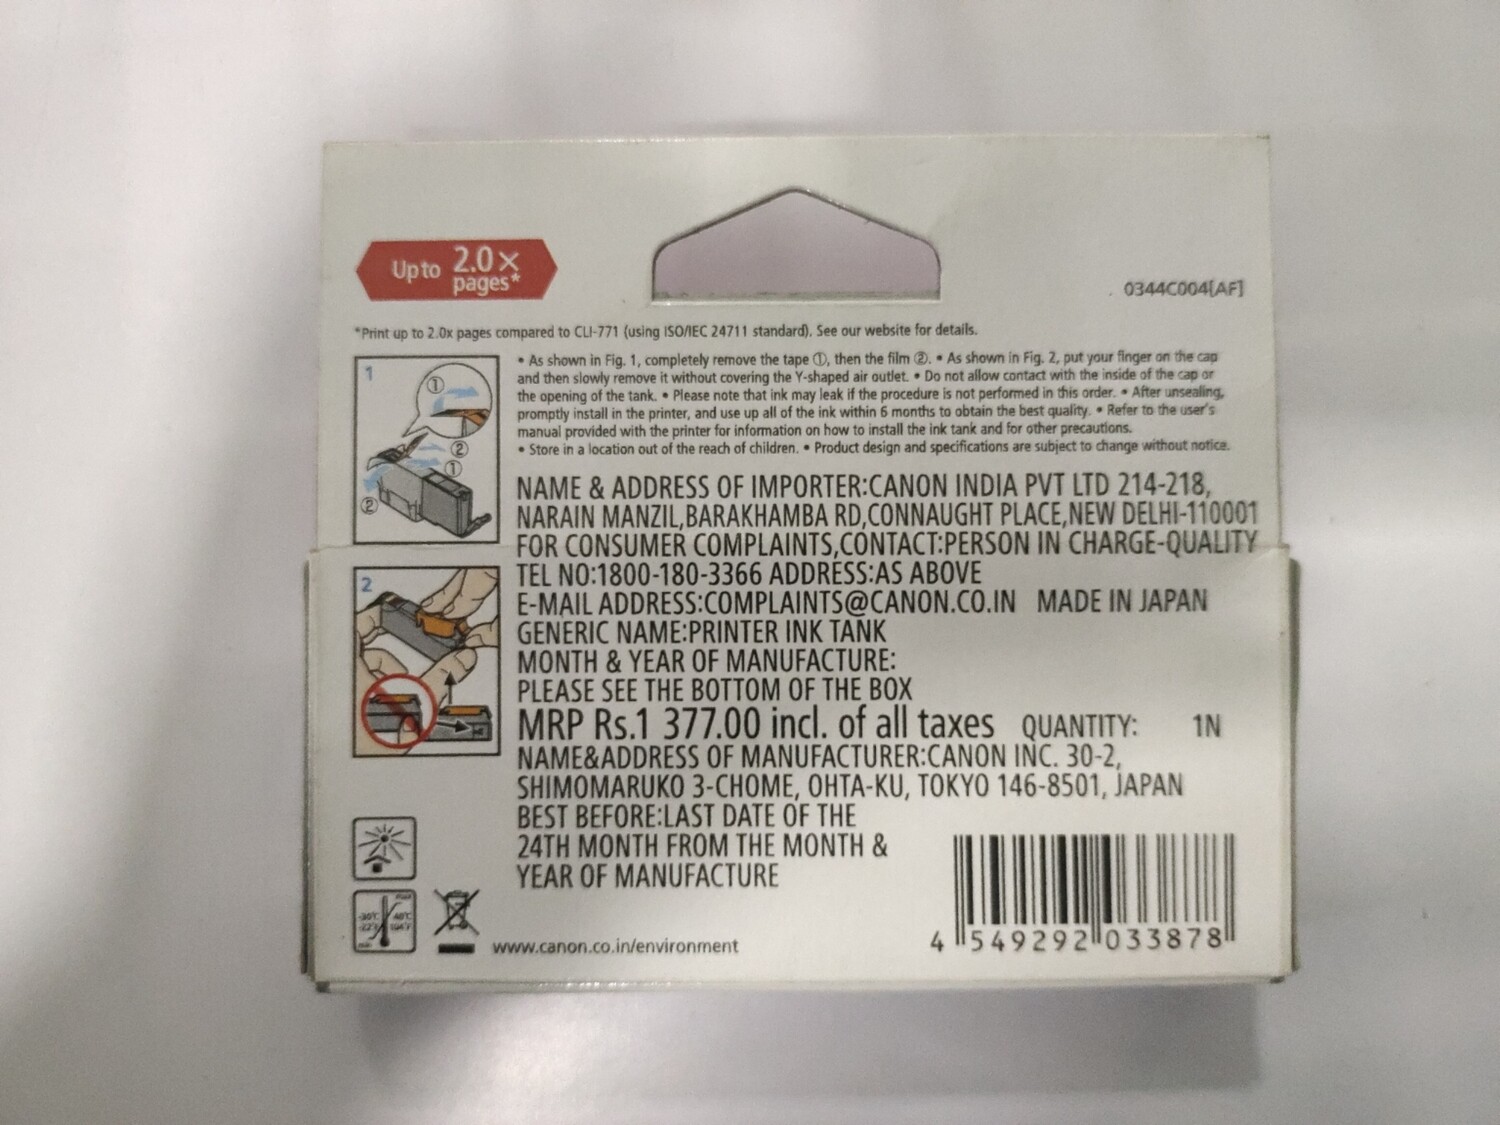 Up to 2.0×
pages*
0344C004[AF]
*Print up to 2.0x pages compared to CLI-771 (using ISO/IEC 24711 standard). See our website for details.
1
①
②
①
②
• As shown in Fig. 1, completely remove the tape ①, then the film ②. • As shown in Fig. 2, put your finger on the cap
and then slowly remove it without covering the Y-shaped air outlet. • Do not allow contact with the inside of the cap or
the opening of the tank. • Please note that ink may leak if the procedure is not performed in this order. • After unsealing,
promptly install in the printer, and use up all of the ink within 6 months to obtain the best quality. • Refer to the user's
manual provided with the printer for information on how to install the ink tank and for other precautions.
• Store in a location out of the reach of children. • Product design and specifications are subject to change without notice.
NAME & ADDRESS OF IMPORTER:CANON INDIA PVT LTD 214-218,
NARAIN MANZIL,BARAKHAMBA RD,CONNAUGHT PLACE,NEW DELHI-110001
FOR CONSUMER COMPLAINTS,CONTACT:PERSON IN CHARGE-QUALITY
2
TEL NO:1800-180-3366 ADDRESS:AS ABOVE
E-MAIL ADDRESS:COMPLAINTS@CANON.CO.IN MADE IN JAPAN
GENERIC NAME:PRINTER INK TANK
MONTH & YEAR OF MANUFACTURE:
PLEASE SEE THE BOTTOM OF THE BOX
MRP Rs.1 377.00 incl. of all taxes QUANTITY: 1N
NAME&ADDRESS OF MANUFACTURER:CANON INC. 30-2,
SHIMOMARUKO 3-CHOME, OHTA-KU, TOKYO 146-8501, JAPAN
BEST BEFORE:LAST DATE OF THE
24TH MONTH FROM THE MONTH &
YEAR OF MANUFACTURE
www.canon.co.in/environment
4 549292 033878